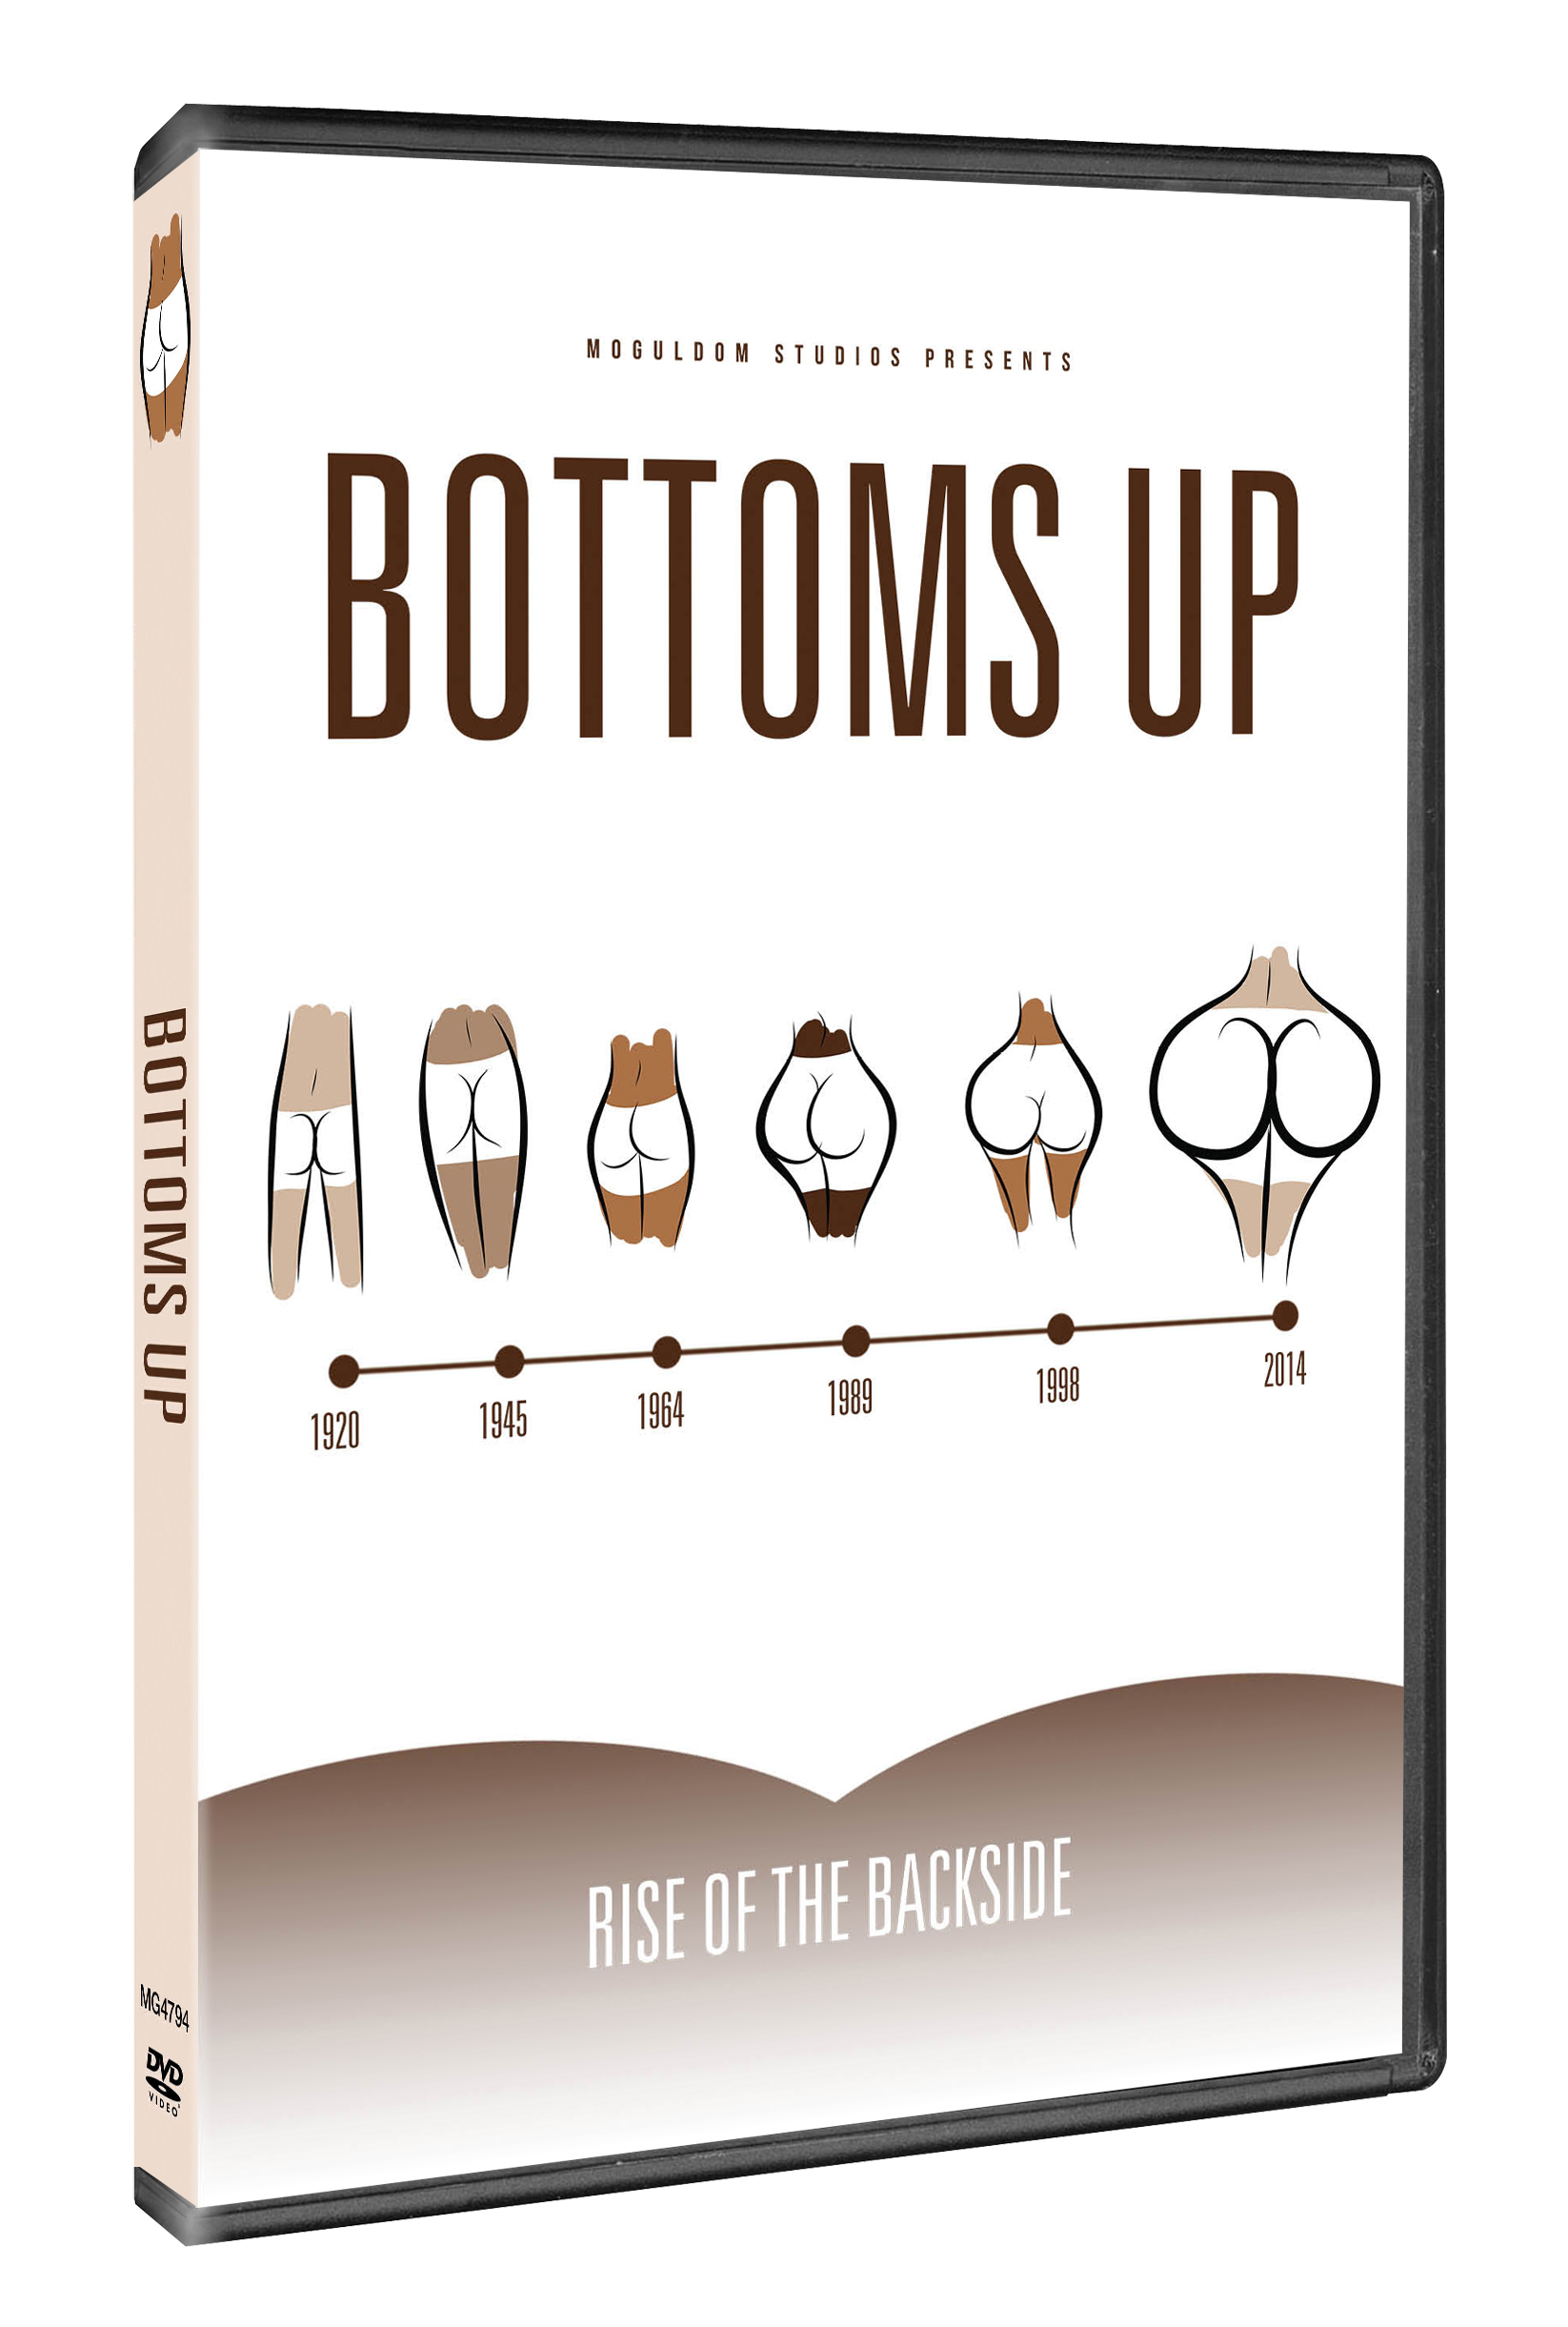 MOGULDOM STUDIOS PRESENTS
BOTTOMS UP
1920 1945 1964 1989 1998 2014
RISE OF THE BACKSIDE
BOTTOMS UP
MG4794
DVD
VIDEO